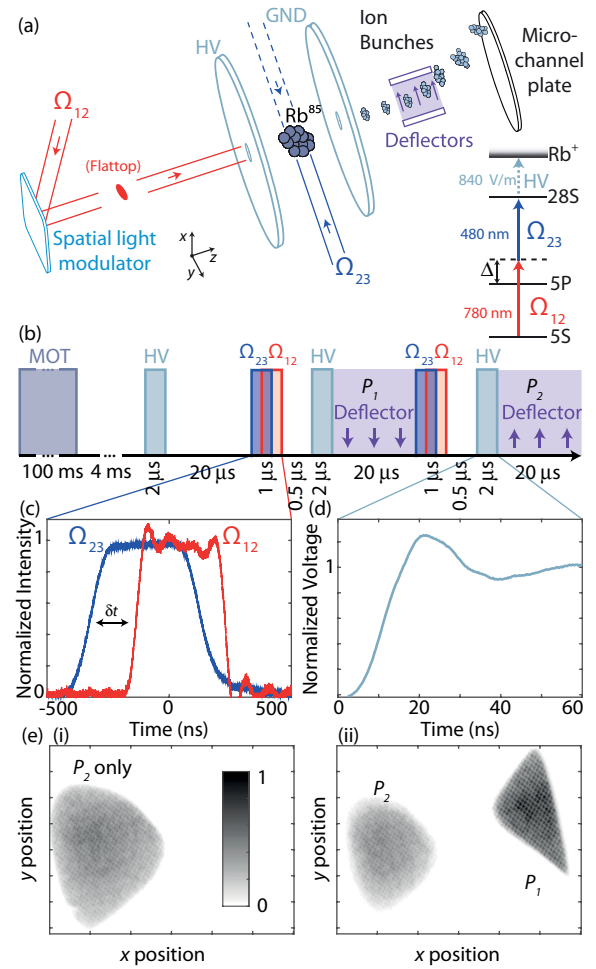 (a)
GND
HV
Ion
Bunches
Micro-
channel
plate
Ω12
Rb85
(Flattop)
Deflectors
Rb+
840 V/m
HV
28S
Spatial light
modulator
x
z
y
Ω23
480 nm
Ω23
Δ
5P
780 nm
Ω12
5S
(b)
MOT
HV
Ω23
Ω12
HV
Ω23
Ω12
HV
P1
Deflector
P2
Deflector
100 ms
4 ms
2 μs
20 μs
1 μs
0.5 μs
2 μs
20 μs
1 μs
0.5 μs
2 μs
20 μs
(c)
Normalized Intensity
1
0
Ω23
Ω12
δt
-500
0
500
Time (ns)
(d)
Normalized Voltage
1
0
0
20
40
60
Time (ns)
(e)
(i)
P2 only
1
0
y position
x position
(ii)
P2
P1
y position
x position